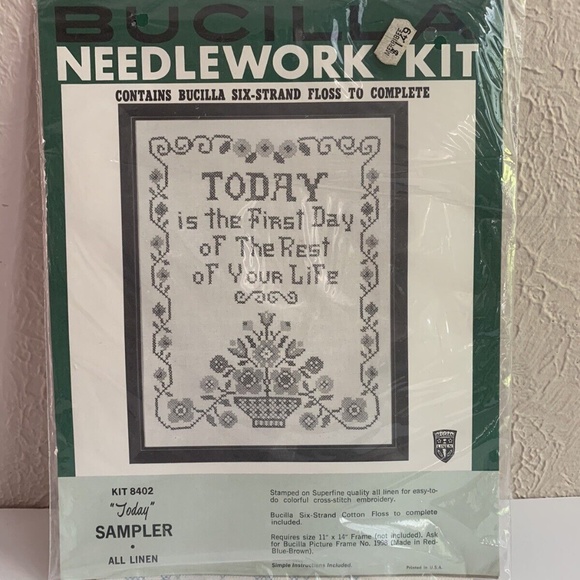 BUCILLA
NEEDLEWORK KIT
CONTAINS BUCILLA SIX-STRAND FLOSS TO COMPLETE
TODAY
is the First Day
of The Rest
of Your Life
KIT 8402
"Today"
SAMPLER
ALL LINEN
Stamped on Superfine quality all linen for easy-to-
do colorful cross-stitch embroidery.
Bucilla Six-Strand Cotton Floss to complete
included.
Requires size 11" x 14" Frame (not included). Ask
for Bucilla Picture Frame No. 1990 (Made in Red-
Blue-Brown).
Simple Instructions Included.
Printed in U.S.A.